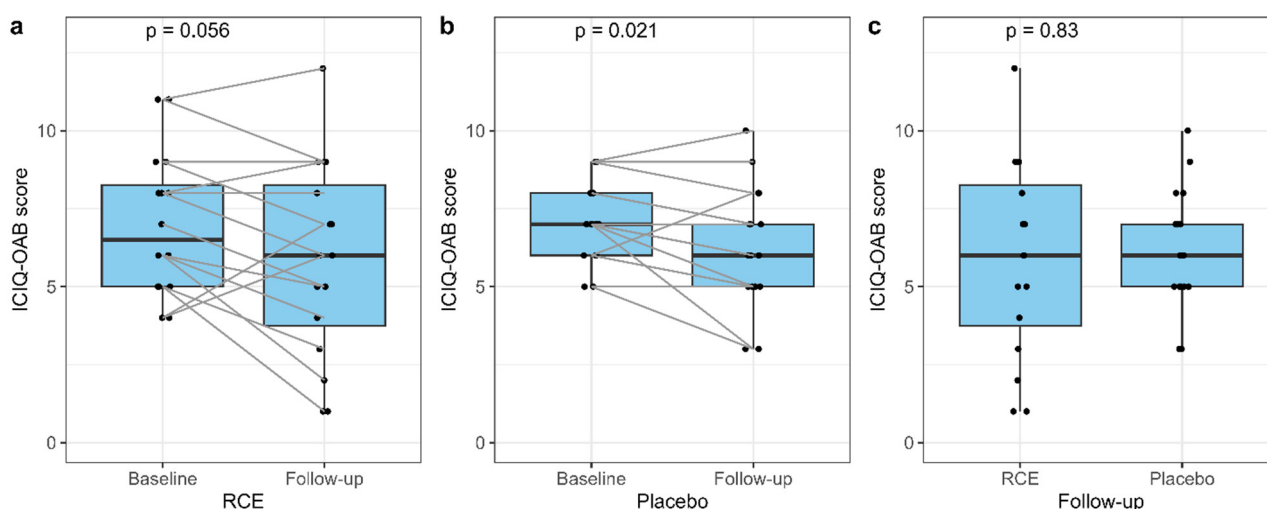 a
p = 0.056
ICIQ-OAB score
10
5
0
Baseline
Follow-up
RCE
b
p = 0.021
ICIQ-OAB score
10
5
0
Baseline
Follow-up
Placebo
c
p = 0.83
ICIQ-OAB score
10
5
0
RCE
Placebo
Follow-up